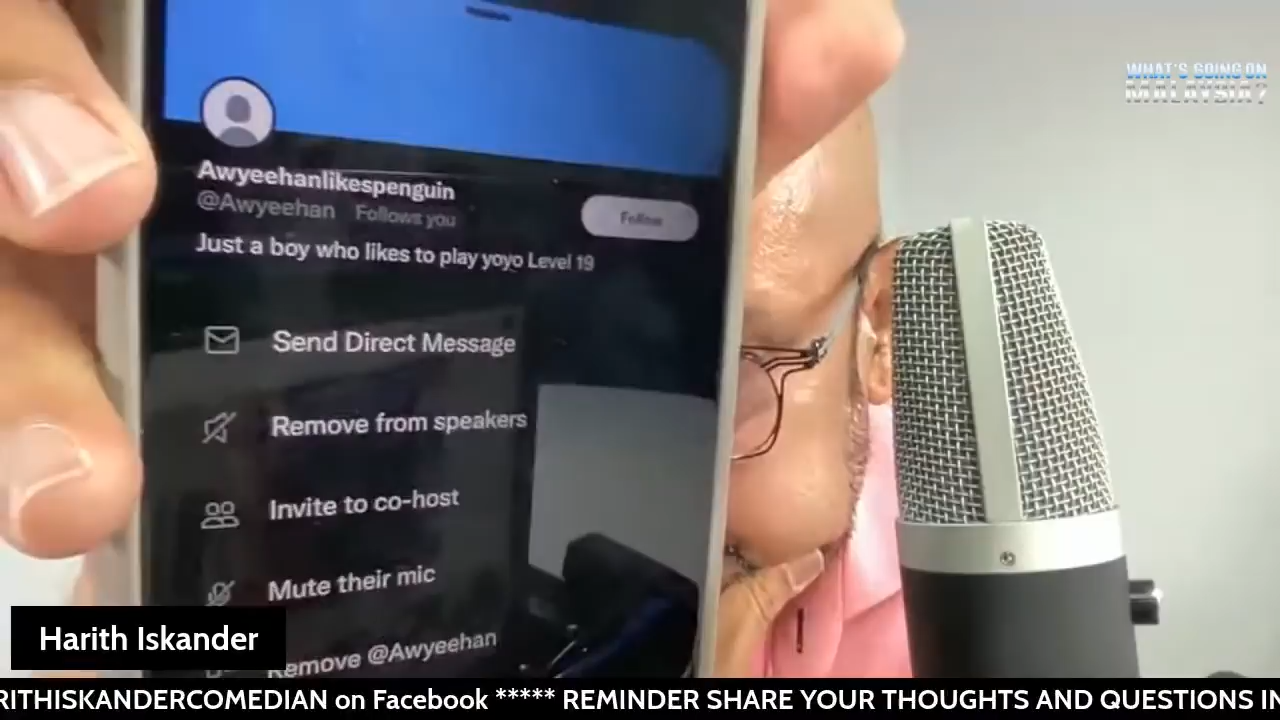 WHAT'S GOING ON
MALAYSIA?
Awyeehanlikespenguin
@Awyeehan Follows you
Follow
Just a boy who likes to play yoyo Level 19
Send Direct Message
Remove from speakers
Invite to co-host
Mute their mic
Remove @Awyeehan
Harith Iskander
RITHISKANDERCOMEDIAN on Facebook ***** REMINDER SHARE YOUR THOUGHTS AND QUESTIONS IN